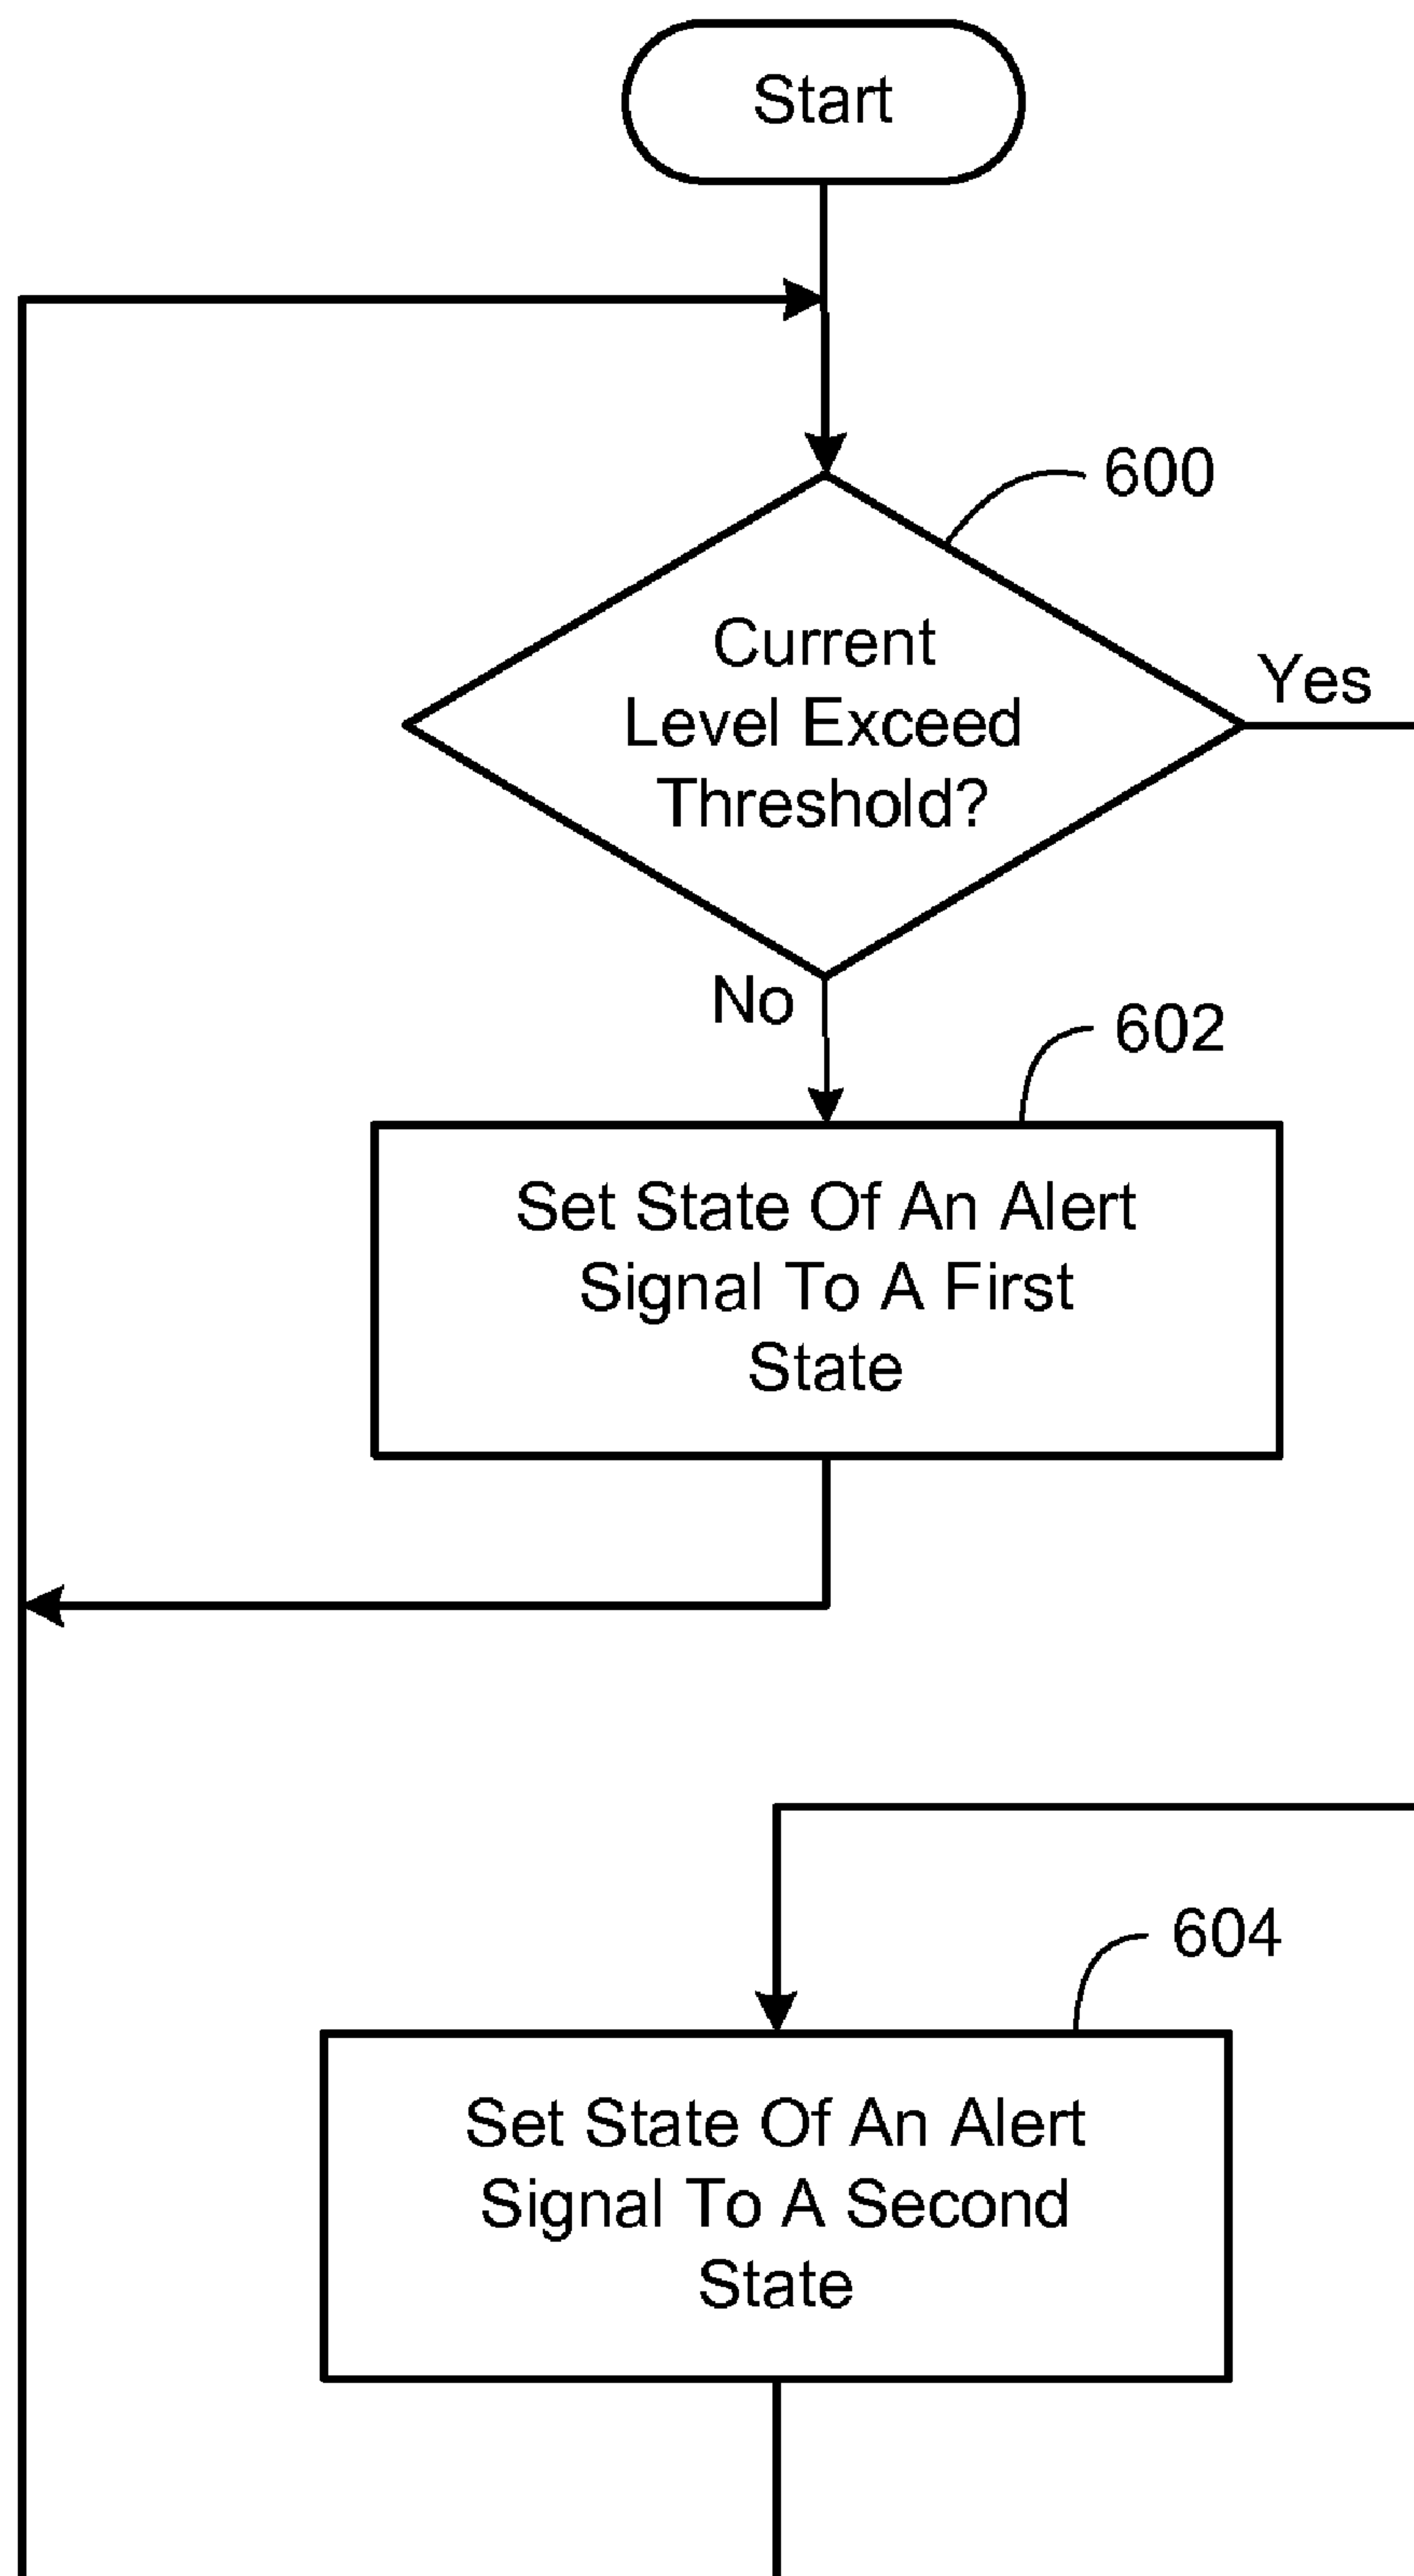 Start
600
Current
Level Exceed
Threshold?
Yes
No
602
Set State Of An Alert
Signal To A First
State
604
Set State Of An Alert
Signal To A Second
State